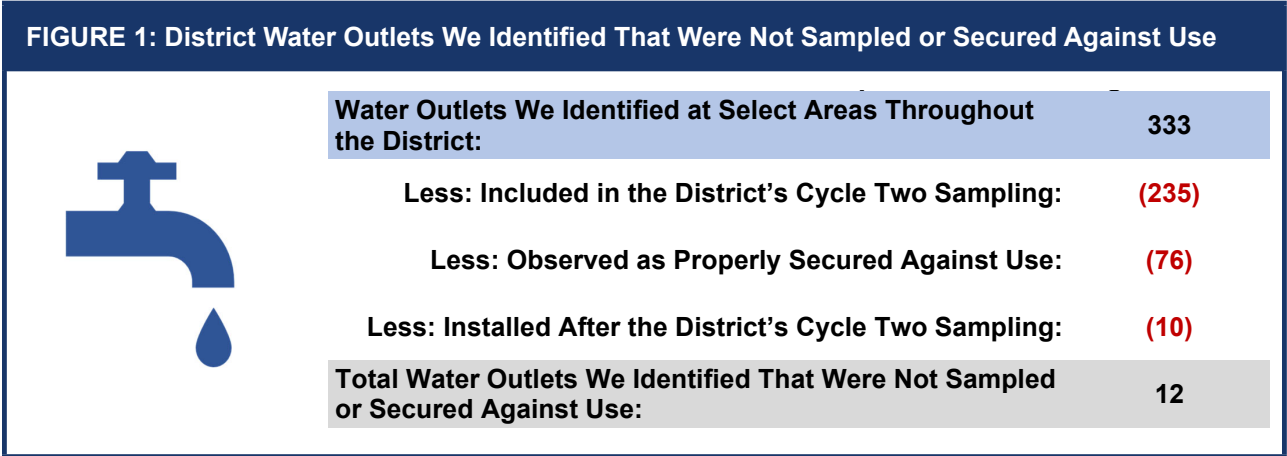 FIGURE 1: District Water Outlets We Identified That Were Not Sampled or Secured Against Use
Water Outlets We Identified at Select Areas Throughout
the District:
333
Less: Included in the District’s Cycle Two Sampling:
(235)
Less: Observed as Properly Secured Against Use:
(76)
Less: Installed After the District’s Cycle Two Sampling:
(10)
Total Water Outlets We Identified That Were Not Sampled
or Secured Against Use:
12